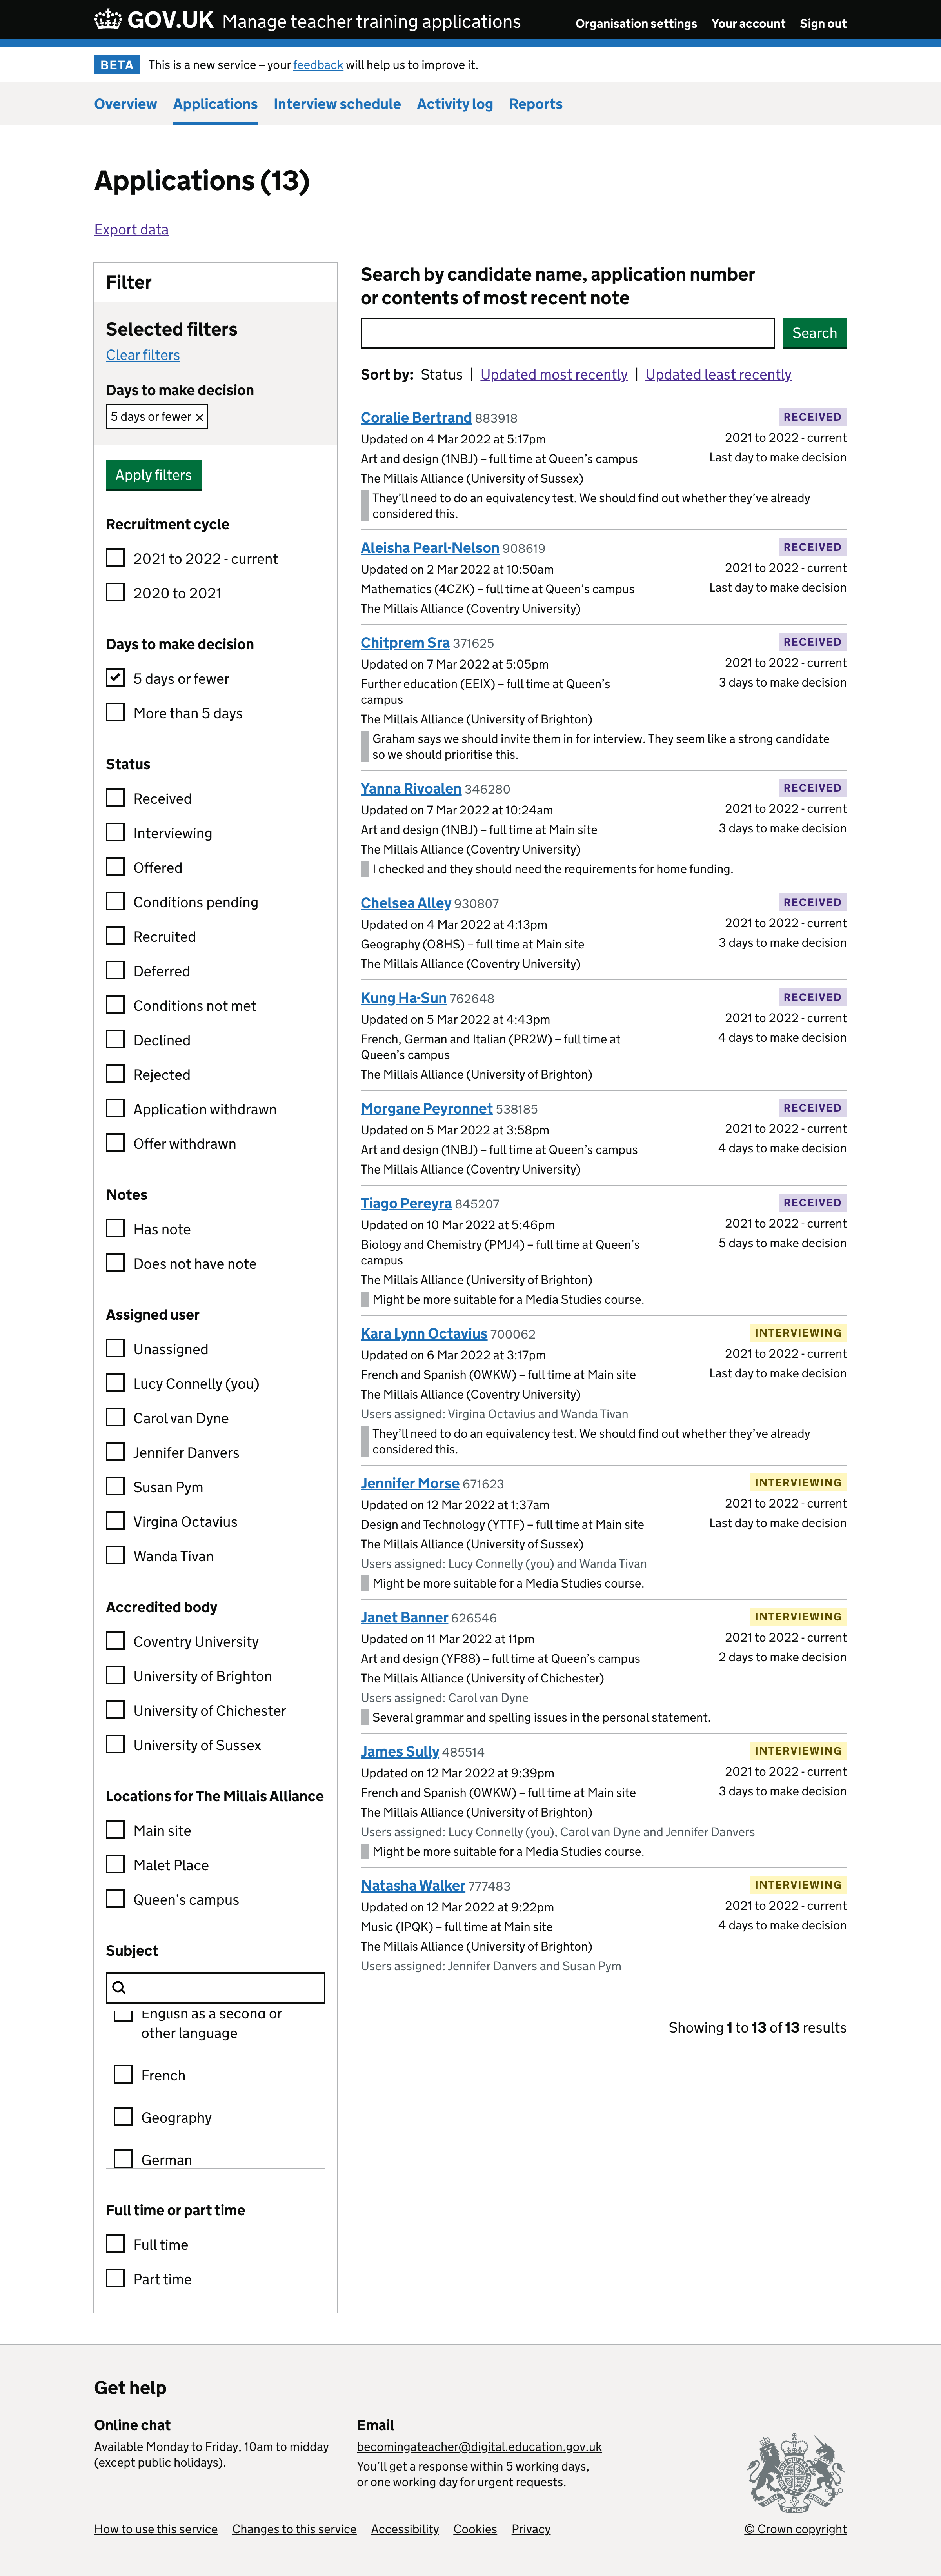 GOV.UK Manage teacher training applications
Organisation settings Your account Sign out
BETA This is a new service – your feedback will help us to improve it.
Overview Applications Interview schedule Activity log Reports
Applications (13)
Export data
Filter
Selected filters
Clear filters
Days to make decision
5 days or fewer
Apply filters
Recruitment cycle
2021 to 2022 - current
2020 to 2021
Days to make decision
5 days or fewer
More than 5 days
Status
Received
Interviewing
Offered
Conditions pending
Recruited
Deferred
Conditions not met
Declined
Rejected
Application withdrawn
Offer withdrawn
Notes
Has note
Does not have note
Assigned user
Unassigned
Lucy Connelly (you)
Carol van Dyne
Jennifer Danvers
Susan Pym
Virgina Octavius
Wanda Tivan
Accredited body
Coventry University
University of Brighton
University of Chichester
University of Sussex
Locations for The Millais Alliance
Main site
Malet Place
Queen’s campus
Subject
English as a second or
other language
French
Geography
German
Full time or part time
Full time
Part time
Search by candidate name, application number
or contents of most recent note
Search
Sort by: Status | Updated most recently | Updated least recently
Coralie Bertrand 883918
RECEIVED
Updated on 4 Mar 2022 at 5:17pm
2021 to 2022 - current
Art and design (1NBJ) – full time at Queen’s campus
Last day to make decision
The Millais Alliance (University of Sussex)
They’ll need to do an equivalency test. We should find out whether they’ve already
considered this.
Aleisha Pearl-Nelson 908619
RECEIVED
Updated on 2 Mar 2022 at 10:50am
2021 to 2022 - current
Mathematics (4CZK) – full time at Queen’s campus
Last day to make decision
The Millais Alliance (Coventry University)
Chitprem Sra 371625
RECEIVED
Updated on 7 Mar 2022 at 5:05pm
2021 to 2022 - current
Further education (EEIX) – full time at Queen’s
campus
3 days to make decision
The Millais Alliance (University of Brighton)
Graham says we should invite them in for interview. They seem like a strong candidate
so we should prioritise this.
Yanna Rivoalen 346280
RECEIVED
Updated on 7 Mar 2022 at 10:24am
2021 to 2022 - current
Art and design (1NBJ) – full time at Main site
3 days to make decision
The Millais Alliance (Coventry University)
I checked and they should need the requirements for home funding.
Chelsea Alley 930807
RECEIVED
Updated on 4 Mar 2022 at 4:13pm
2021 to 2022 - current
Geography (O8HS) – full time at Main site
3 days to make decision
The Millais Alliance (Coventry University)
Kung Ha-Sun 762648
RECEIVED
Updated on 5 Mar 2022 at 4:43pm
2021 to 2022 - current
French, German and Italian (PR2W) – full time at
Queen’s campus
4 days to make decision
The Millais Alliance (University of Brighton)
Morgane Peyronnet 538185
RECEIVED
Updated on 5 Mar 2022 at 3:58pm
2021 to 2022 - current
Art and design (1NBJ) – full time at Queen’s campus
4 days to make decision
The Millais Alliance (Coventry University)
Tiago Pereyra 845207
RECEIVED
Updated on 10 Mar 2022 at 5:46pm
2021 to 2022 - current
Biology and Chemistry (PMJ4) – full time at Queen’s
campus
5 days to make decision
The Millais Alliance (University of Brighton)
Might be more suitable for a Media Studies course.
Kara Lynn Octavius 700062
INTERVIEWING
Updated on 6 Mar 2022 at 3:17pm
2021 to 2022 - current
French and Spanish (0WKW) – full time at Main site
Last day to make decision
The Millais Alliance (Coventry University)
Users assigned: Virgina Octavius and Wanda Tivan
They’ll need to do an equivalency test. We should find out whether they’ve already
considered this.
Jennifer Morse 671623
INTERVIEWING
Updated on 12 Mar 2022 at 1:37am
2021 to 2022 - current
Design and Technology (YTTF) – full time at Main site
Last day to make decision
The Millais Alliance (University of Sussex)
Users assigned: Lucy Connelly (you) and Wanda Tivan
Might be more suitable for a Media Studies course.
Janet Banner 626546
INTERVIEWING
Updated on 11 Mar 2022 at 11pm
2021 to 2022 - current
Art and design (YF88) – full time at Queen’s campus
2 days to make decision
The Millais Alliance (University of Chichester)
Users assigned: Carol van Dyne
Several grammar and spelling issues in the personal statement.
James Sully 485514
INTERVIEWING
Updated on 12 Mar 2022 at 9:39pm
2021 to 2022 - current
French and Spanish (0WKW) – full time at Main site
3 days to make decision
The Millais Alliance (University of Brighton)
Users assigned: Lucy Connelly (you), Carol van Dyne and Jennifer Danvers
Might be more suitable for a Media Studies course.
Natasha Walker 777483
INTERVIEWING
Updated on 12 Mar 2022 at 9:22pm
2021 to 2022 - current
Music (IPQK) – full time at Main site
4 days to make decision
The Millais Alliance (University of Brighton)
Users assigned: Jennifer Danvers and Susan Pym
Showing 1 to 13 of 13 results
Get help
Online chat
Available Monday to Friday, 10am to midday
(except public holidays).
Email
becomingateacher@digital.education.gov.uk
You’ll get a response within 5 working days,
or one working day for urgent requests.
DIEU ET MON DROIT
How to use this service Changes to this service Accessibility Cookies Privacy
© Crown copyright